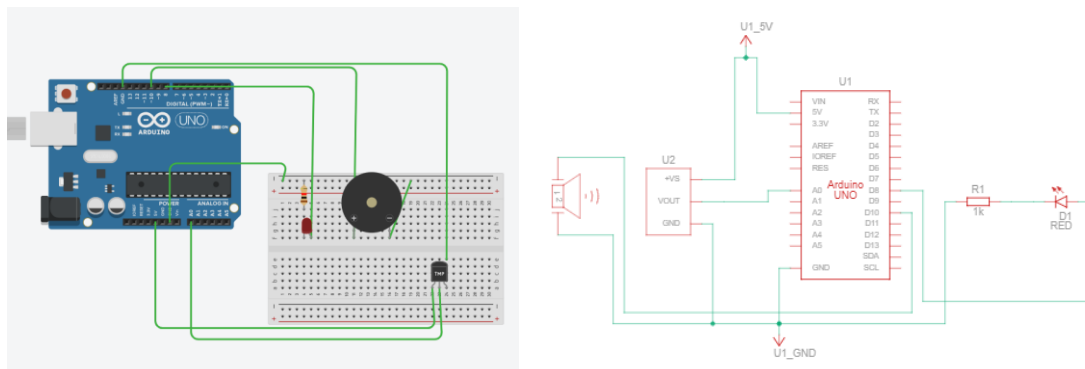 DIGITAL (PWM~)
UNO
ARDUINO
POWER
ANALOG IN
TMP
U1_5V
U1
VIN
5V
3.3V
AREF
IOREF
RES
A0
A1
A2
A3
A4
A5
GND
RX
TX
D2
D3
D4
D5
D6
D7
D8
D9
D10
D11
D12
D13
SDA
SCL
Arduino
UNO
U2
+VS
VOUT
GND
R1
1k
D1
RED
U1_GND